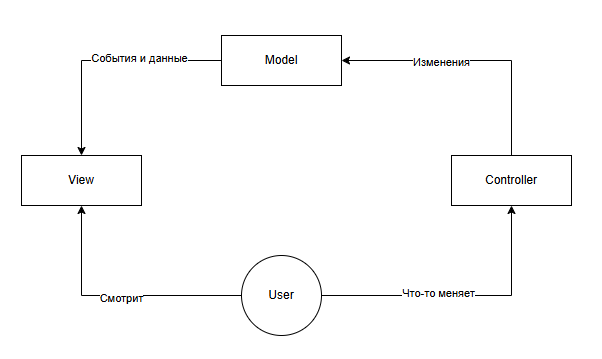 Model
События и данные
Изменения
View
Controller
User
Смотрит
Что-то меняет